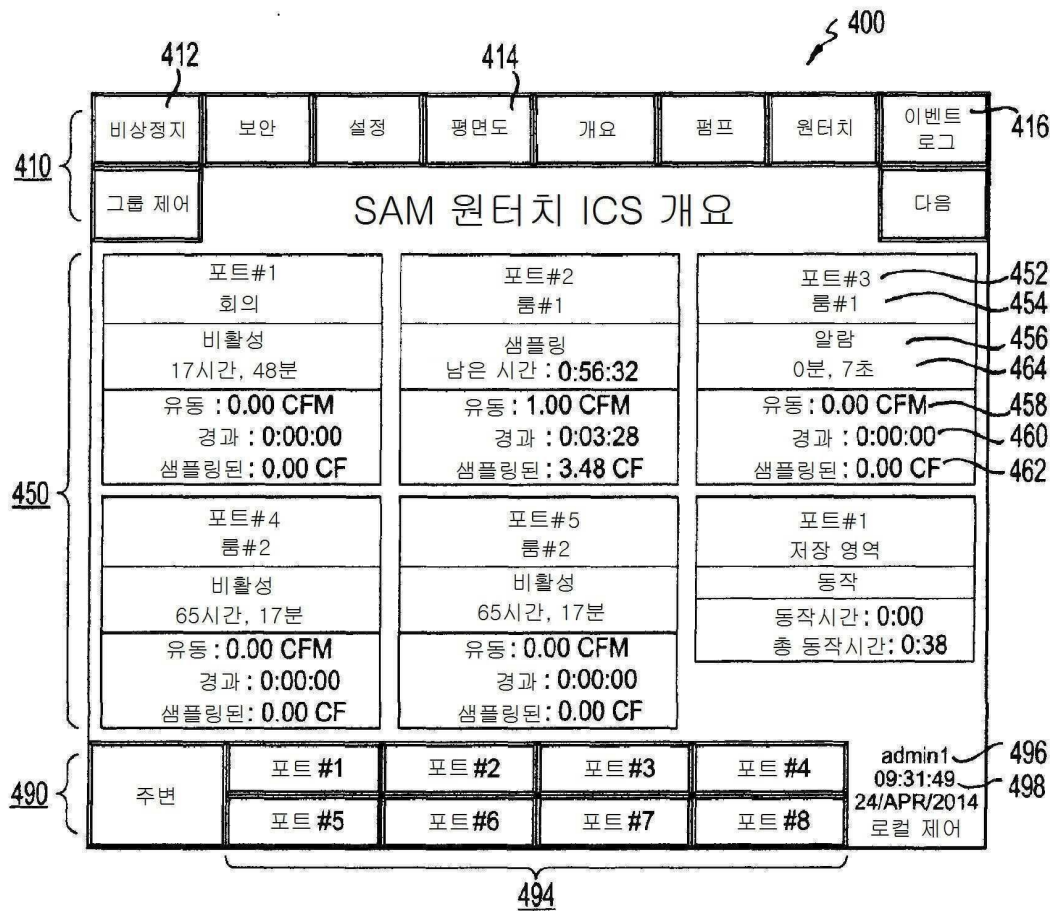 400
412
414
비상정지
보안
설정
평면도
개요
펌프
원터치
이벤트
로그
416
410
그룹 제어
SAM 원터치 ICS 개요
다음
포트#1
회의
비활성
17시간, 48분
유동 : 0.00 CFM
경과 : 0:00:00
샘플링된 : 0.00 CF
포트#2
룸#1
샘플링
남은 시간 : 0:56:32
유동 : 1.00 CFM
경과 : 0:03:28
샘플링된 : 3.48 CF
포트#3
룸#1
알람
0분, 7초
유동 : 0.00 CFM
경과 : 0:00:00
샘플링된 : 0.00 CF
452
454
456
464
458
460
462
450
포트#4
룸#2
비활성
65시간, 17분
유동 : 0.00 CFM
경과 : 0:00:00
샘플링된 : 0.00 CF
포트#5
룸#2
비활성
65시간, 17분
유동 : 0.00 CFM
경과 : 0:00:00
샘플링된 : 0.00 CF
포트#1
저장 영역
동작
동작시간 : 0:00
총 동작시간 : 0:38
490
주변
포트 #1
포트 #2
포트 #3
포트 #4
포트 #5
포트 #6
포트 #7
포트 #8
admin1
09:31:49
24/APR/2014
로컬 제어
496
498
494